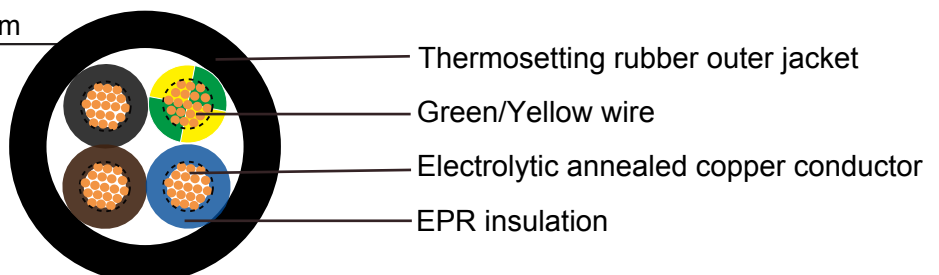 m
Thermosetting rubber outer jacket
Green/Yellow wire
Electrolytic annealed copper conductor
EPR insulation